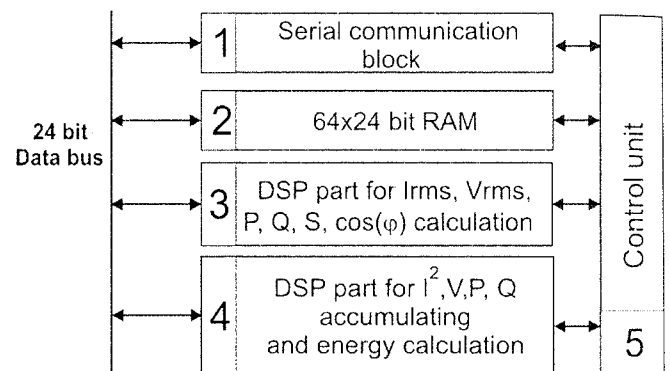 24 bit
Data bus
1
Serial communication
block
2
64x24 bit RAM
3
DSP part for Irms, Vrms,
P, Q, S, cos(φ) calculation
4
DSP part for I²,V,P, Q
accumulating
and energy calculation
Control unit
5